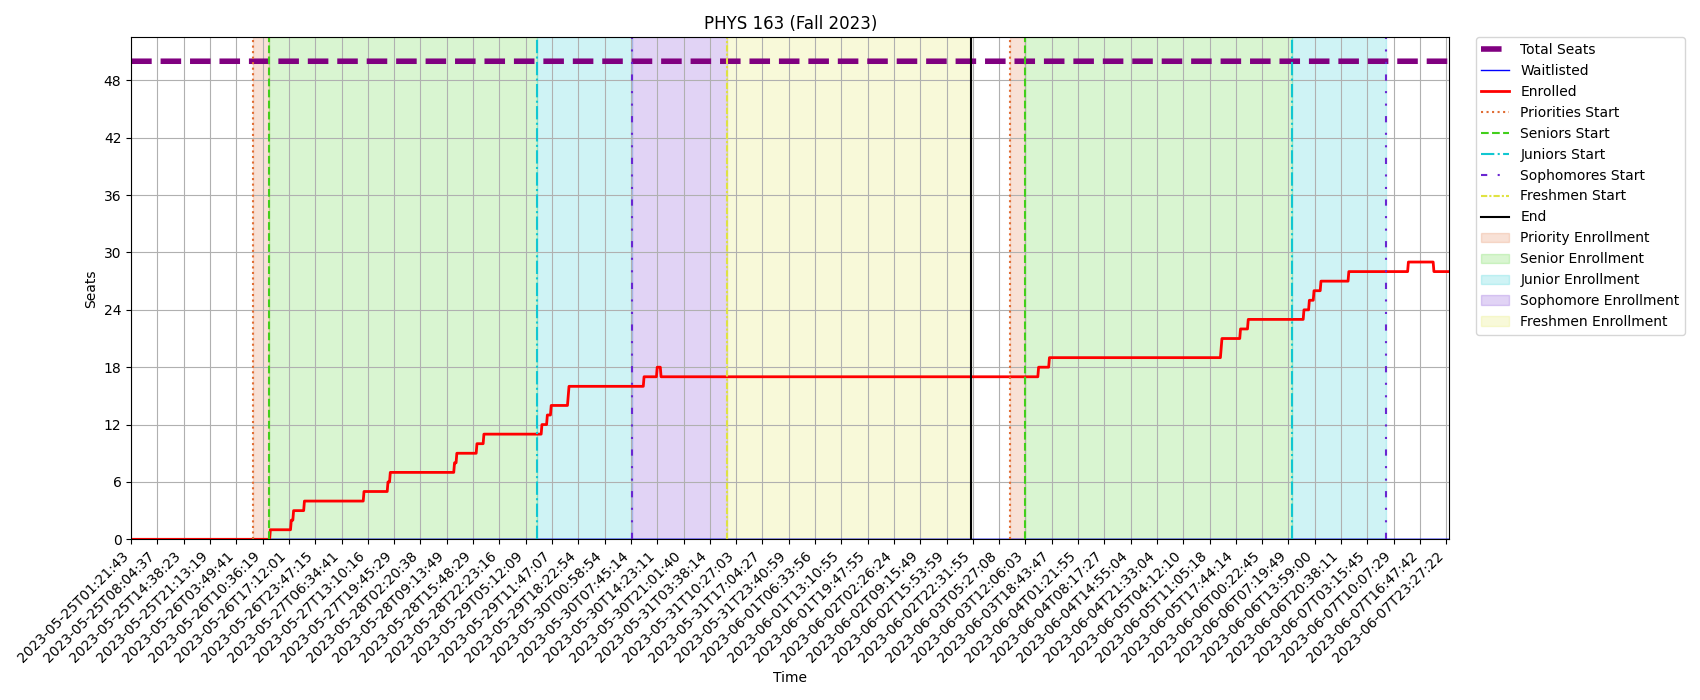 PHYS 163 (Fall 2023)
Seats
48
42
36
30
24
18
12
6
0
2023-05-25T01:21:43
2023-05-25T08:04:37
2023-05-25T14:38:23
2023-05-25T21:13:19
2023-05-26T03:49:41
2023-05-26T10:36:19
2023-05-26T17:12:01
2023-05-26T23:47:15
2023-05-27T06:34:41
2023-05-27T13:10:16
2023-05-27T19:45:29
2023-05-28T02:20:38
2023-05-28T09:13:49
2023-05-28T15:48:29
2023-05-28T22:23:16
2023-05-29T05:12:09
2023-05-29T11:47:07
2023-05-29T18:22:54
2023-05-30T00:58:54
2023-05-30T07:45:14
2023-05-30T14:23:11
2023-05-30T21:01:40
2023-05-31T03:38:14
2023-05-31T10:27:03
2023-05-31T17:04:27
2023-05-31T23:40:59
2023-06-01T06:33:56
2023-06-01T13:10:55
2023-06-01T19:47:55
2023-06-02T02:26:24
2023-06-02T09:15:49
2023-06-02T15:53:59
2023-06-02T22:31:55
2023-06-03T05:27:08
2023-06-03T12:06:03
2023-06-03T18:43:47
2023-06-04T01:21:55
2023-06-04T08:17:27
2023-06-04T14:55:04
2023-06-04T21:33:04
2023-06-05T04:12:10
2023-06-05T11:05:18
2023-06-05T17:44:14
2023-06-06T00:22:45
2023-06-06T07:19:49
2023-06-06T13:59:00
2023-06-06T20:38:11
2023-06-07T03:15:45
2023-06-07T10:07:29
2023-06-07T16:47:42
2023-06-07T23:27:22
Time
Total Seats
Waitlisted
Enrolled
Priorities Start
Seniors Start
Juniors Start
Sophomores Start
Freshmen Start
End
Priority Enrollment
Senior Enrollment
Junior Enrollment
Sophomore Enrollment
Freshmen Enrollment